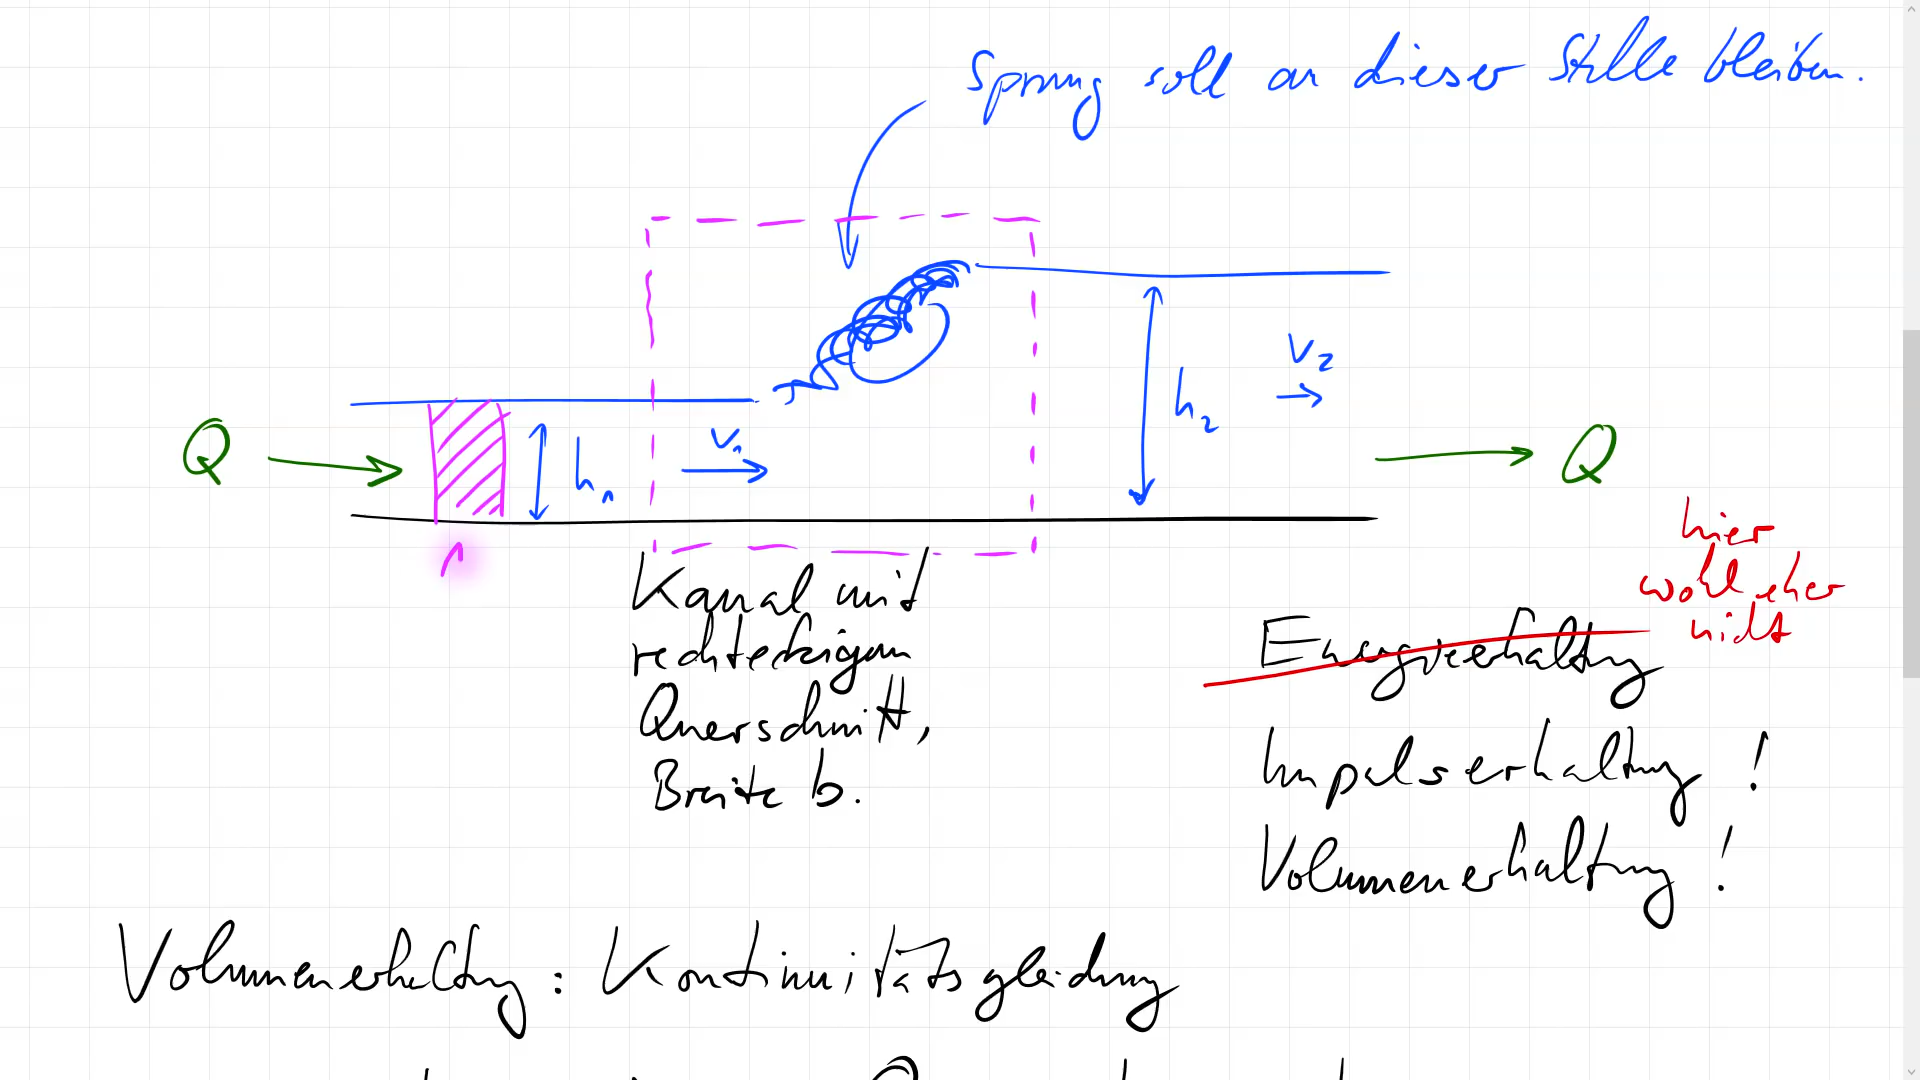 Sprung soll an dieser Stelle bleiben.
v₂
h₂
Q
v₁
h₁
Q
hier
wohl eher
nicht
Kanal mit
rechteckigem
Querschnitt,
Breite b.
Energieerhaltung
Impulserhaltung !
Volumenerhaltung !
Volumenerhaltung : Kontinuitätsgleichung